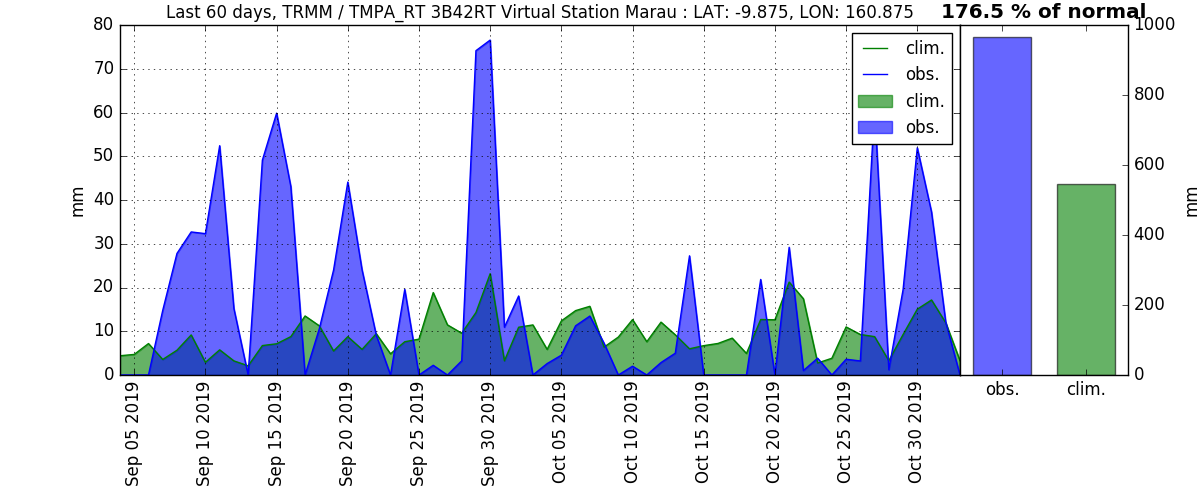 Last 60 days, TRMM / TMPA_RT 3B42RT Virtual Station Marau : LAT: -9.875, LON: 160.875
176.5 % of normal
80
70
60
50
40
30
20
10
0
mm
clim.
obs.
clim.
obs.
1000
800
600
400
200
0
mm
Sep 05 2019
Sep 10 2019
Sep 15 2019
Sep 20 2019
Sep 25 2019
Sep 30 2019
Oct 05 2019
Oct 10 2019
Oct 15 2019
Oct 20 2019
Oct 25 2019
Oct 30 2019
obs.
clim.